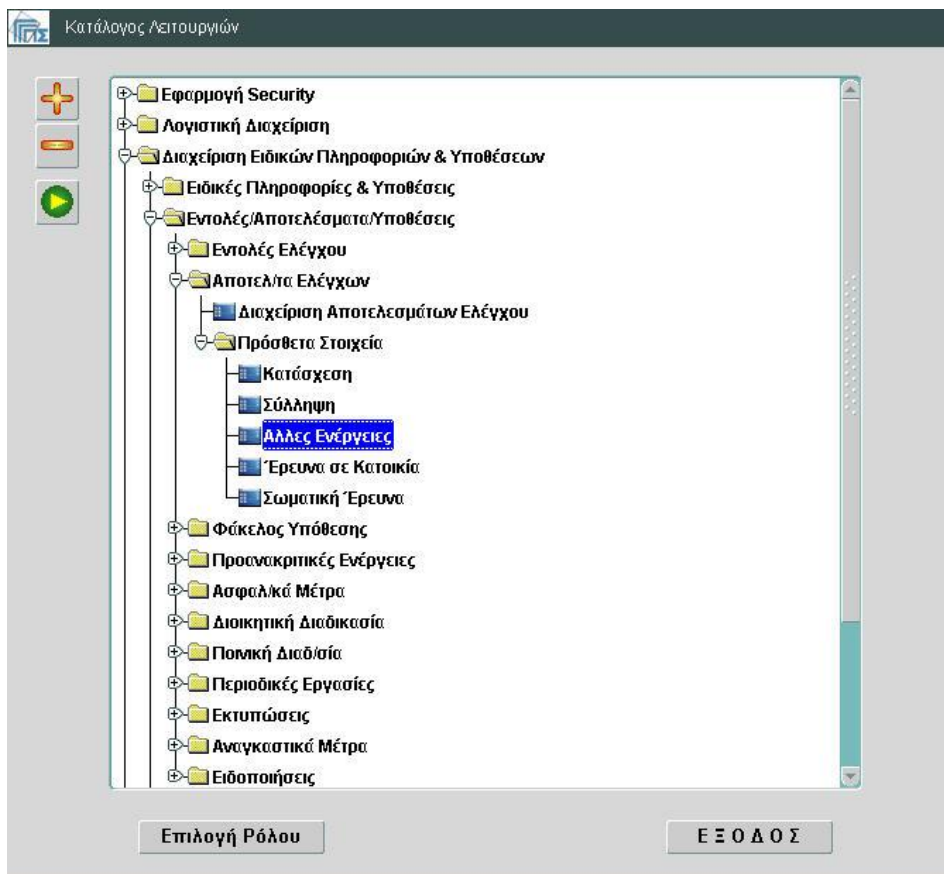 Κατάλογος Λειτουργιών
Εφαρμογή Security
Λογιστική Διαχείριση
Διαχείριση Ειδικών Πληροφοριών & Υποθέσεων
Ειδικές Πληροφορίες & Υποθέσεις
Εντολές/Αποτελέσματα/Υποθέσεις
Εντολές Ελέγχου
Αποτελ/τα Ελέγχων
Διαχείριση Αποτελεσμάτων Ελέγχου
Πρόσθετα Στοιχεία
Κατάσχεση
Σύλληψη
Αλλες Ενέργειες
Έρευνα σε Κατοικία
Σωματική Έρευνα
Φάκελος Υπόθεσης
Προανακριτικές Ενέργειες
Ασφαλ/κά Μέτρα
Διοικητική Διαδικασία
Ποινική Διαδ/σία
Περιοδικές Εργασίες
Εκτυπώσεις
Αναγκαστικά Μέτρα
Ειδοποιήσεις
Επιλογή Ρόλου
Ε Ξ Ο Δ Ο Σ